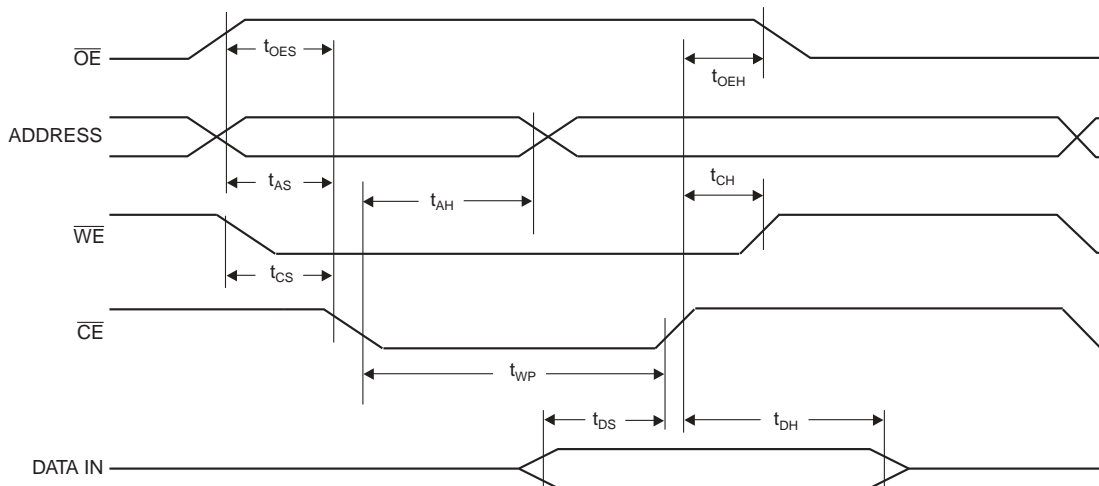 OE
tOES
tOEH
ADDRESS
tAS
tAH
tCH
WE
tCS
CE
tWP
tDS
tDH
DATA IN